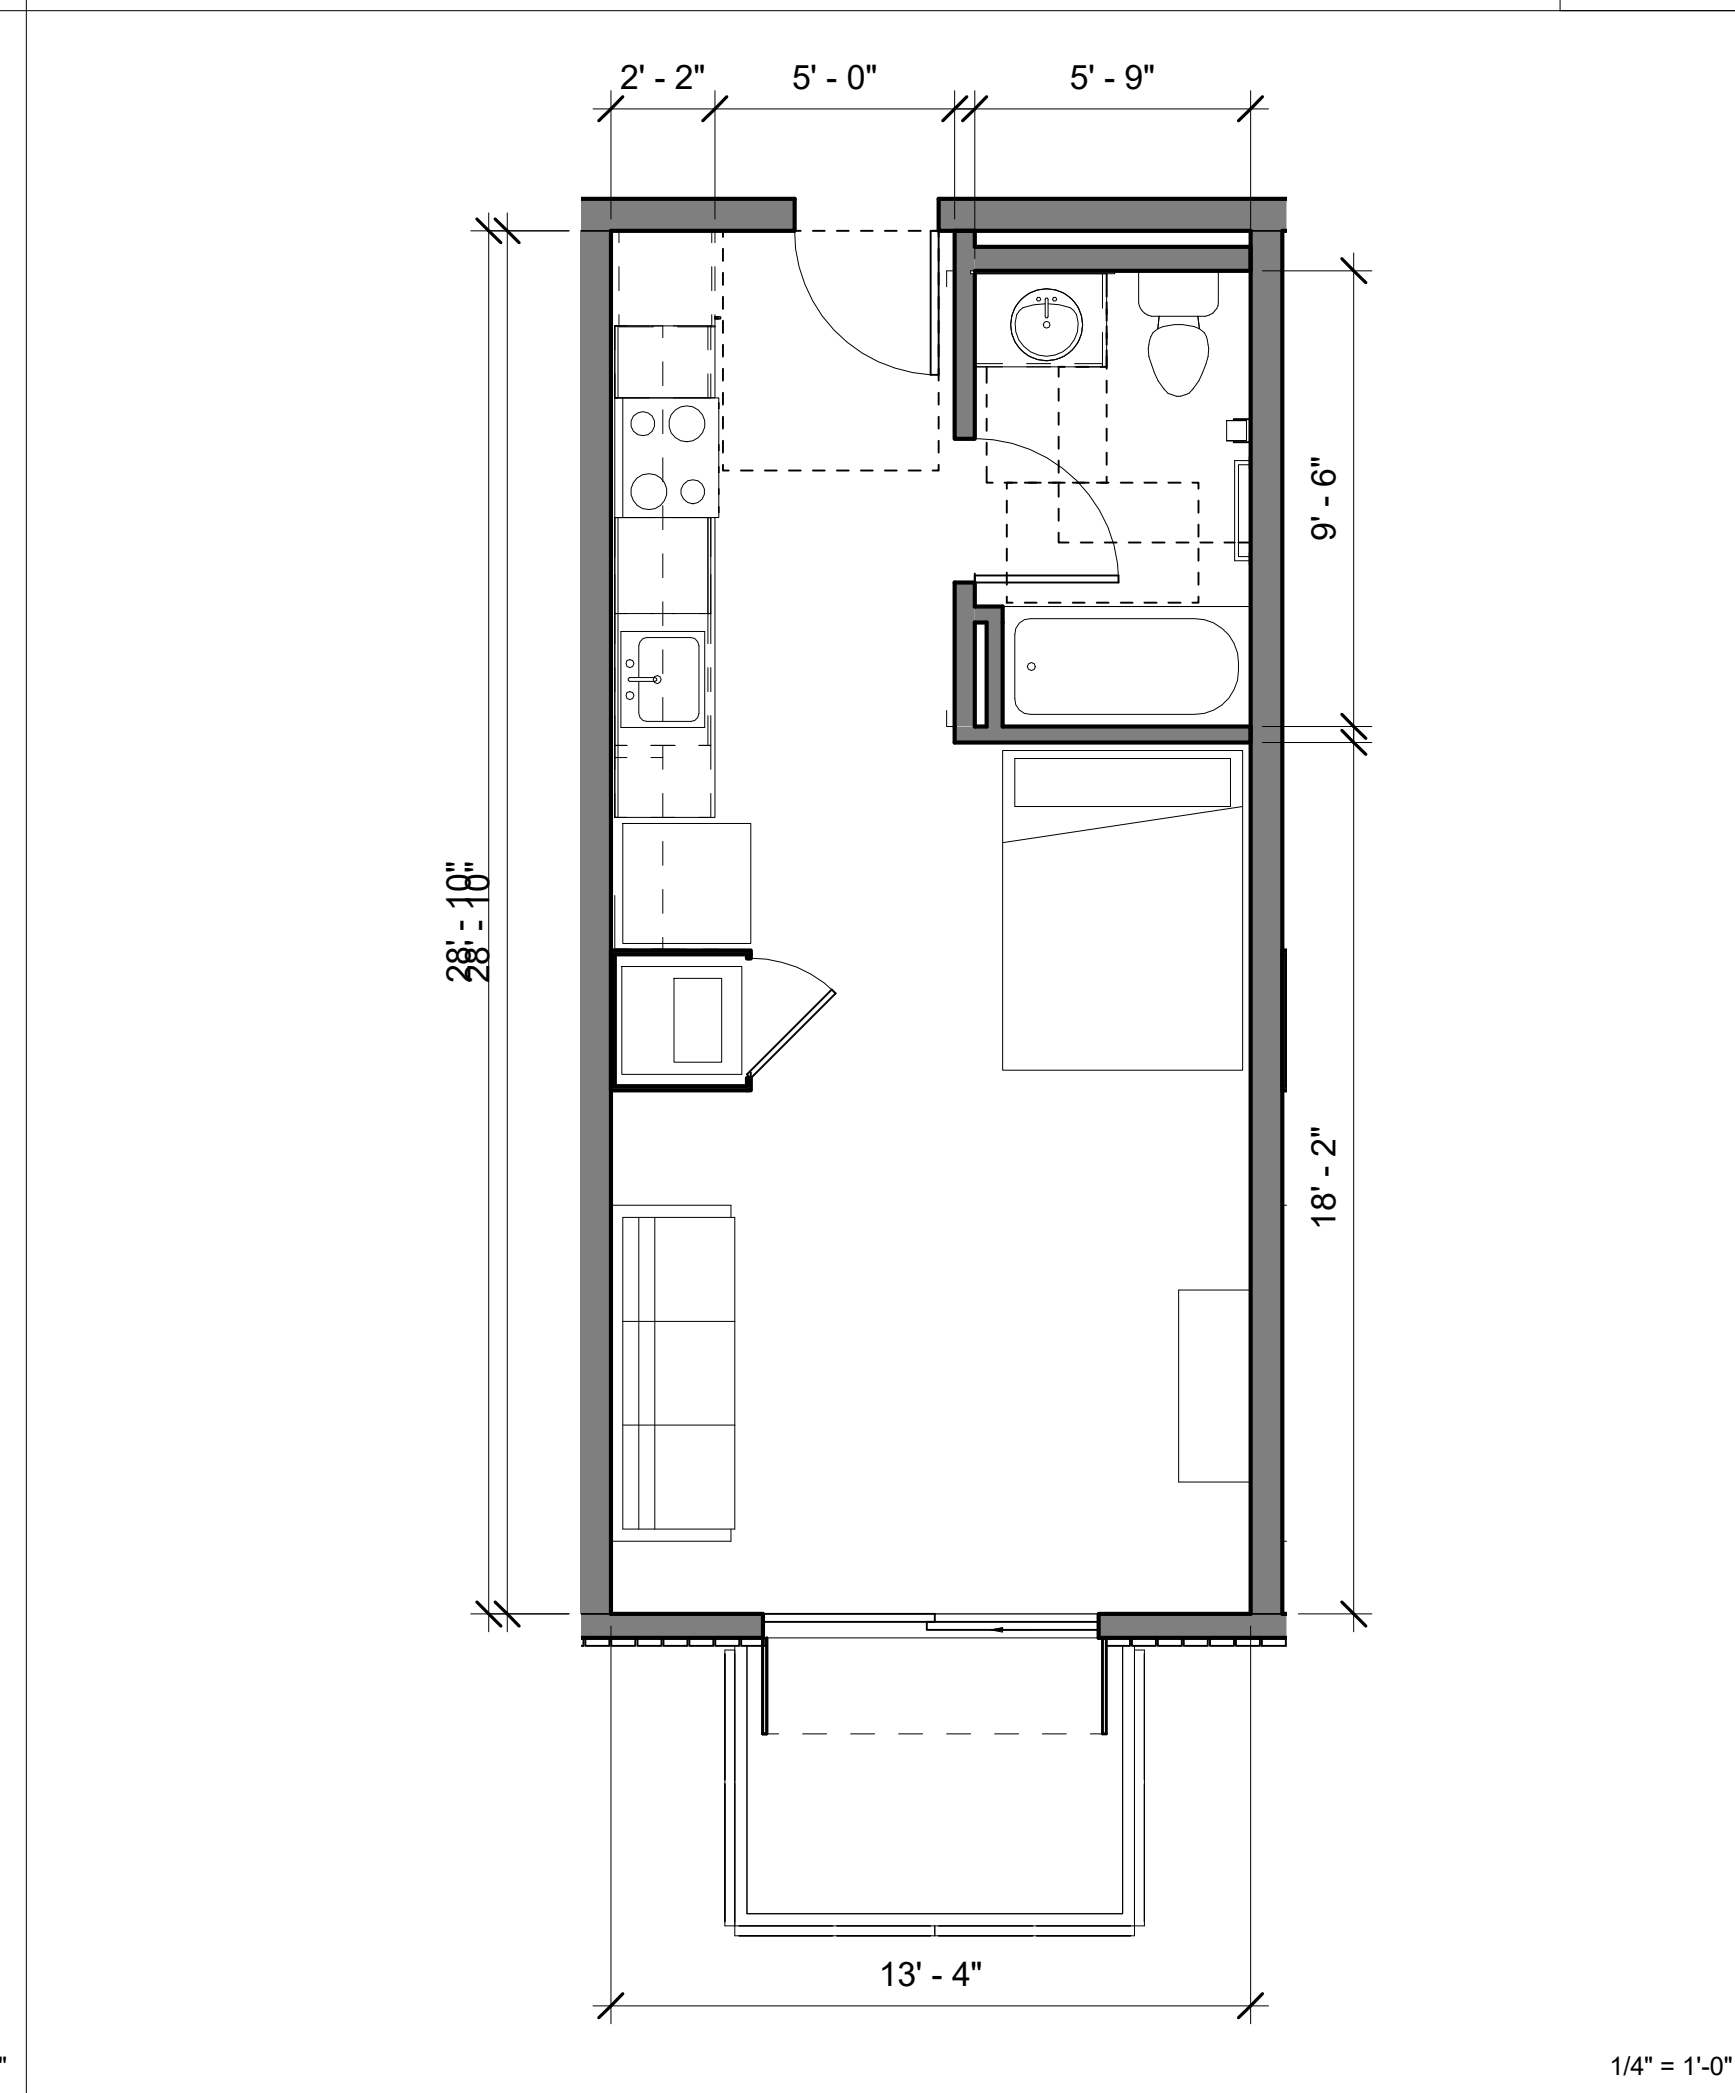 2' - 2"
5' - 0"
5' - 9"
9' - 6"
28' - 10"
28' - 10"
18' - 2"
13' - 4"
"
1/4" = 1'-0"